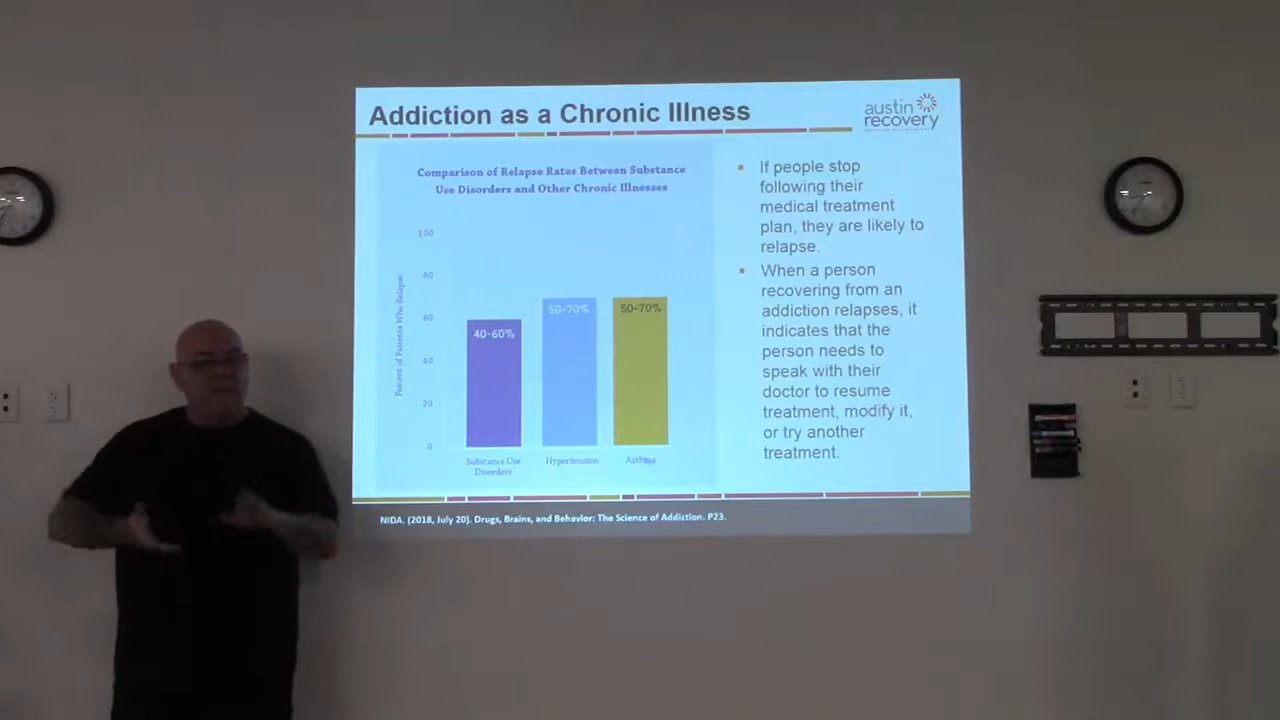 Addiction as a Chronic Illness
austin
recovery
Comparison of Relapse Rates Between Substance
Use Disorders and Other Chronic Illnesses
Percent of Patients Who Relapse
100
80
60
40
20
0
40-60%
50-70%
50-70%
Substance Use
Disorders
Hypertension
Asthma
▪ If people stop
following their
medical treatment
plan, they are likely to
relapse.
▪ When a person
recovering from an
addiction relapses, it
indicates that the
person needs to
speak with their
doctor to resume
treatment, modify it,
or try another
treatment.
NIDA. (2018, July 20). Drugs, Brains, and Behavior: The Science of Addiction. P23.